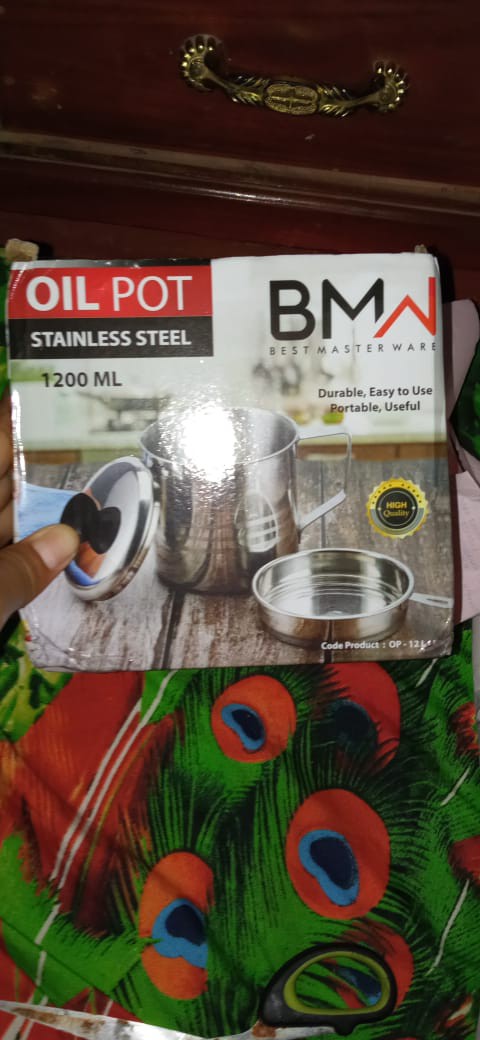 OIL POT
STAINLESS STEEL
1200 ML
BMW
BEST MASTER WARE
Durable, Easy to Use
Portable, Useful
HIGH
Quality
Code Product : OP - 12